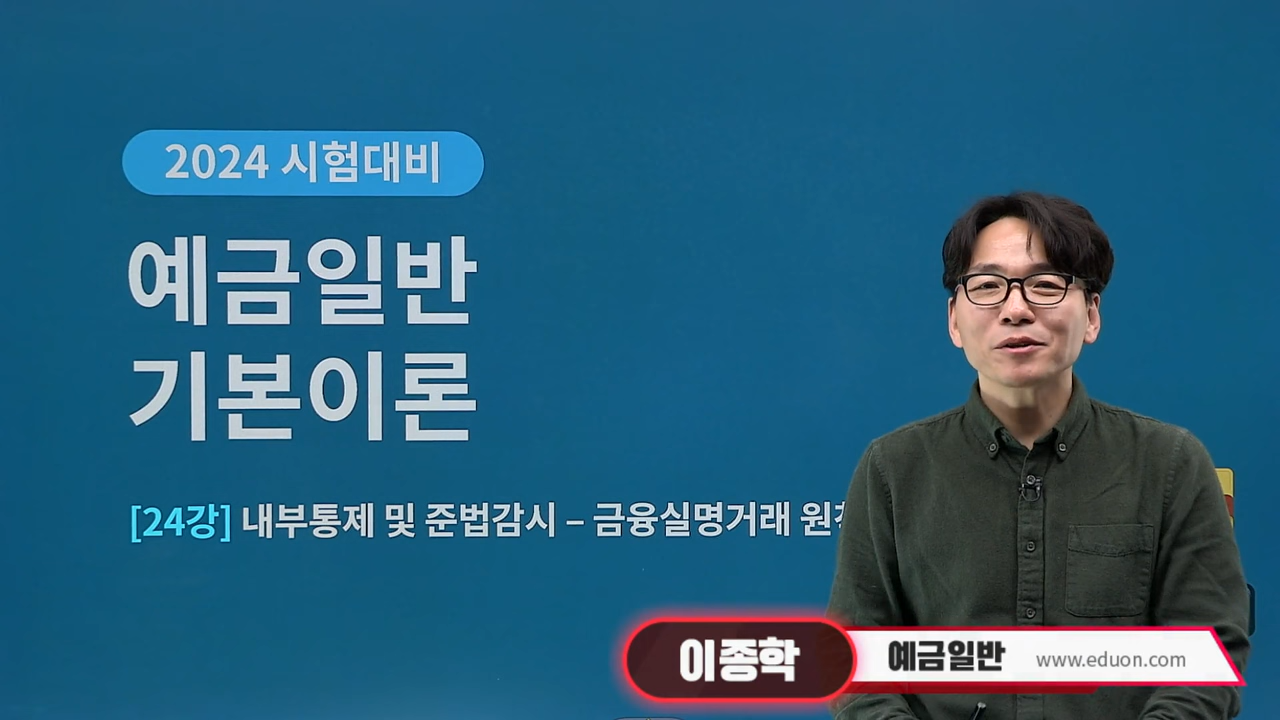 2024 시험대비
예금일반
기본이론
[24강] 내부통제 및 준법감시 – 금융실명거래
이종학
예금일반
www.eduon.com